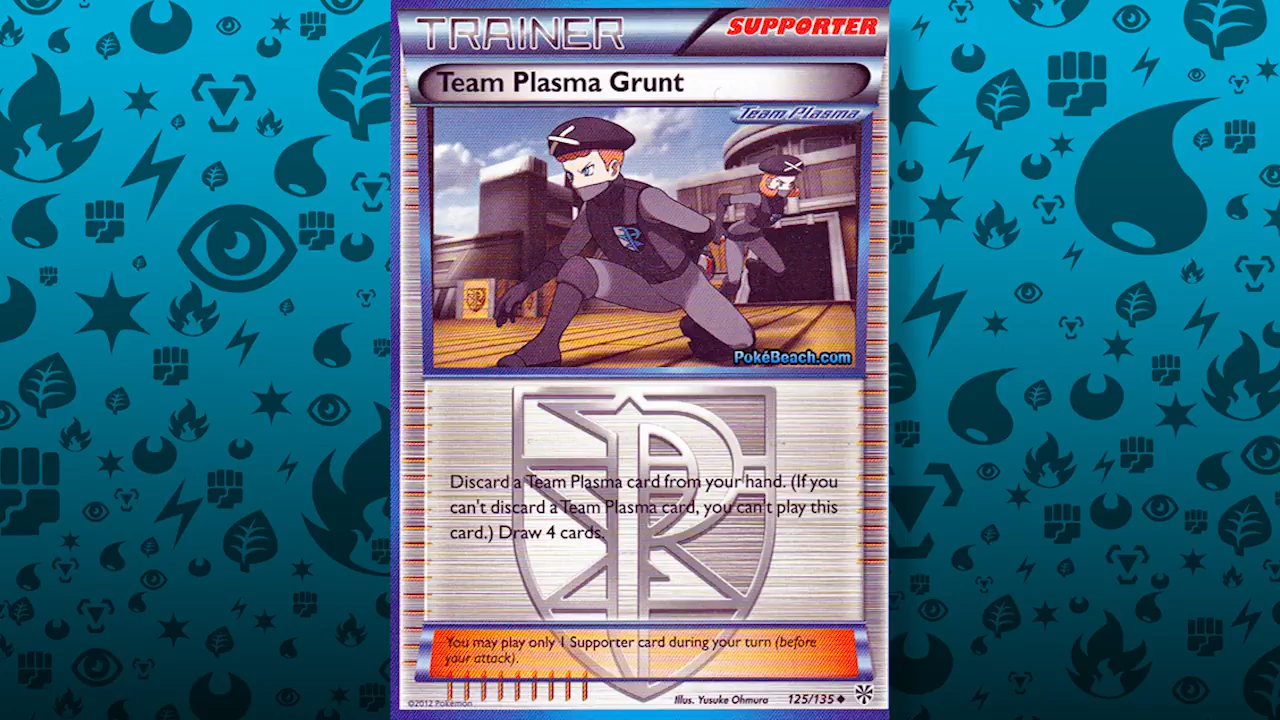 TRAINER
SUPPORTER
Team Plasma Grunt
Team Plasma
PokéBeach.com
Discard a Team Plasma card from your hand. (If you
can't discard a Team Plasma card, you can't play this
card.) Draw 4 cards.
You may play only 1 Supporter card during your turn (before
your attack).
©2012 Pokémon
Illus. Yusuke Ohmura
125/135